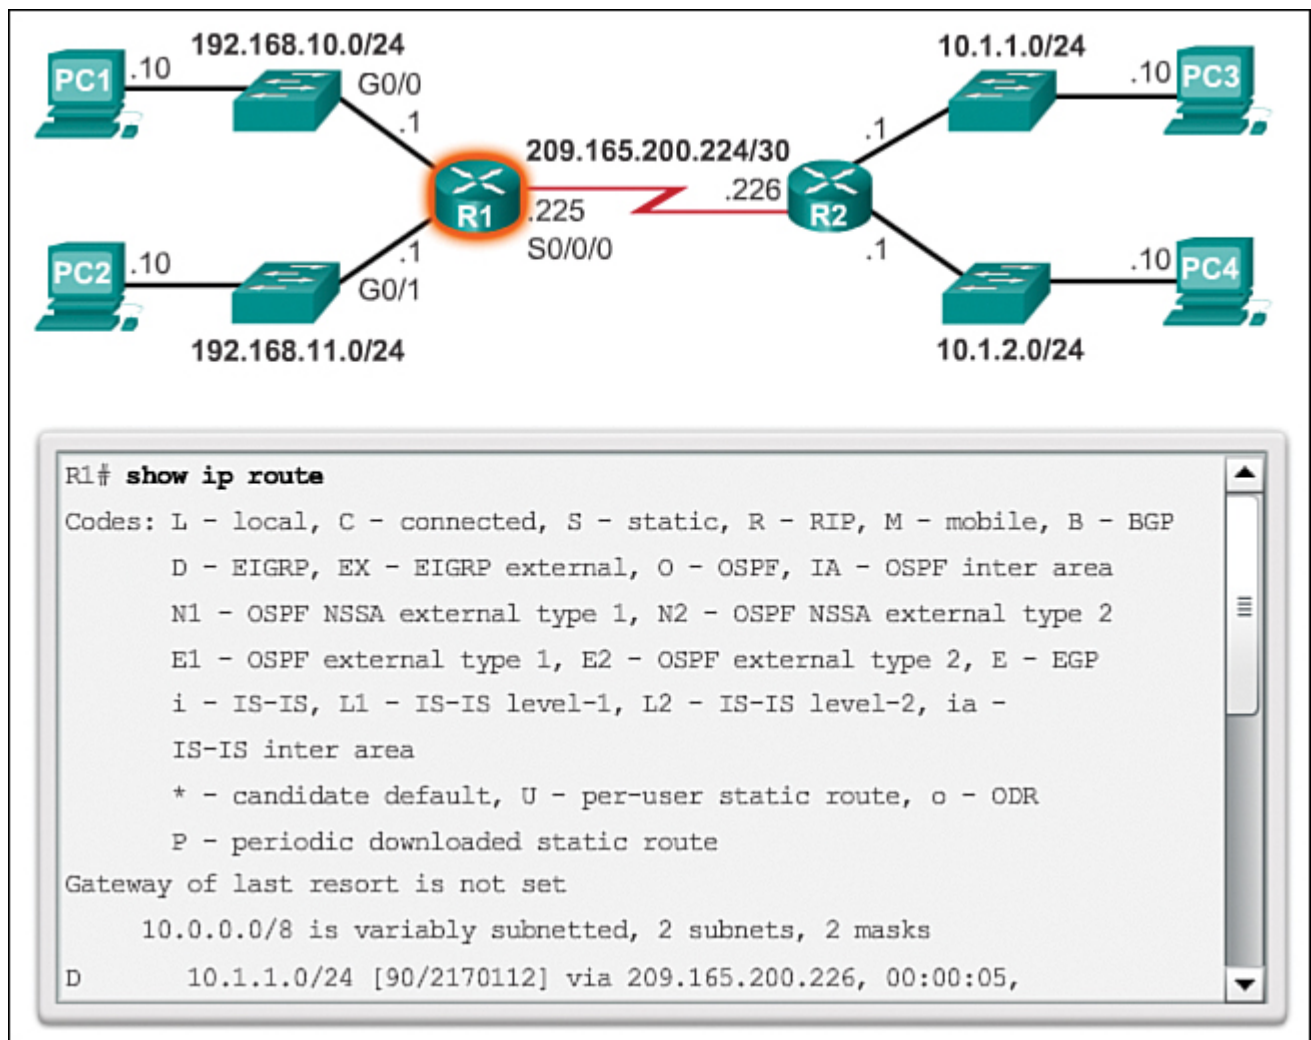 192.168.10.0/24
10.1.1.0/24
PC1
.10
G0/0
.10
PC3
.1
.1
209.165.200.224/30
R1
.225
.226
R2
S0/0/0
.1
.1
PC2
.10
G0/1
.10
PC4
192.168.11.0/24
10.1.2.0/24
R1# show ip route
Codes: L - local, C - connected, S - static, R - RIP, M - mobile, B - BGP
D - EIGRP, EX - EIGRP external, O - OSPF, IA - OSPF inter area
N1 - OSPF NSSA external type 1, N2 - OSPF NSSA external type 2
E1 - OSPF external type 1, E2 - OSPF external type 2, E - EGP
i - IS-IS, L1 - IS-IS level-1, L2 - IS-IS level-2, ia -
IS-IS inter area
* - candidate default, U - per-user static route, o - ODR
P - periodic downloaded static route
Gateway of last resort is not set
10.0.0.0/8 is variably subnetted, 2 subnets, 2 masks
D 10.1.1.0/24 [90/2170112] via 209.165.200.226, 00:00:05,